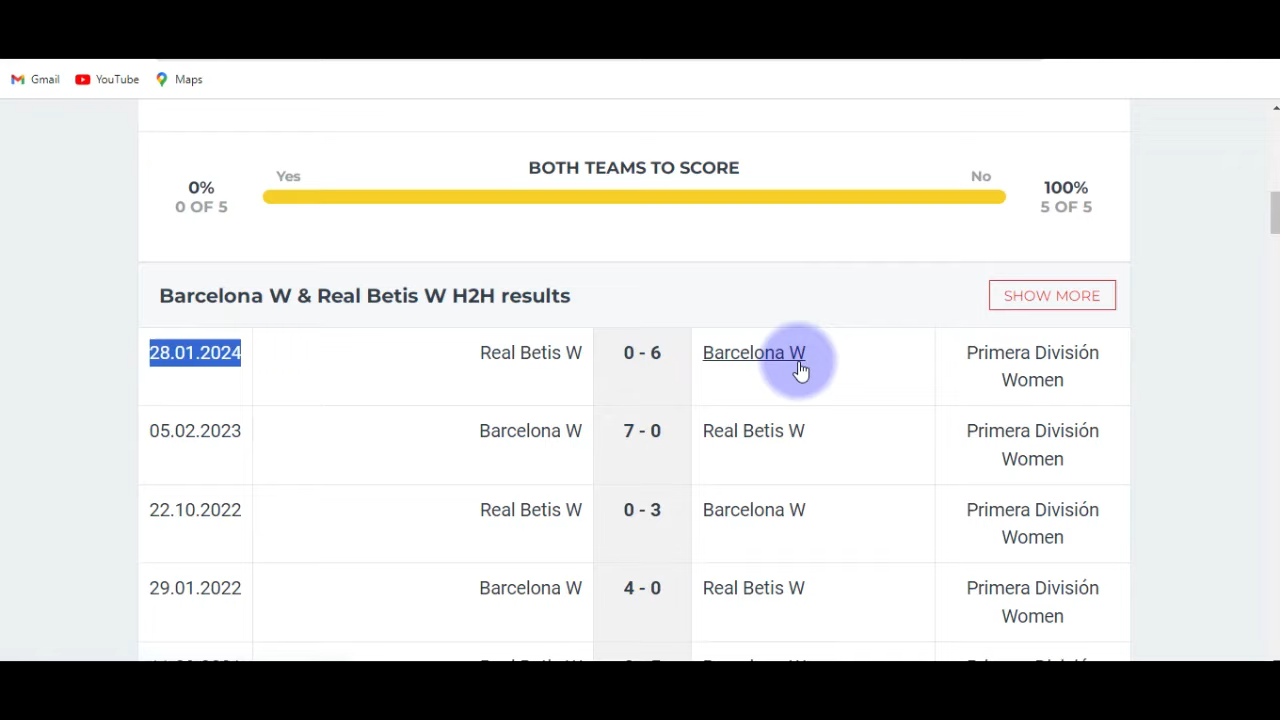 Gmail YouTube Maps
BOTH TEAMS TO SCORE
Yes No
0% 100%
0 OF 5 5 OF 5
Barcelona W & Real Betis W H2H results SHOW MORE
28.01.2024 Real Betis W 0 - 6 Barcelona W Primera División
Women
05.02.2023 Barcelona W 7 - 0 Real Betis W Primera División
Women
22.10.2022 Real Betis W 0 - 3 Barcelona W Primera División
Women
29.01.2022 Barcelona W 4 - 0 Real Betis W Primera División
Women